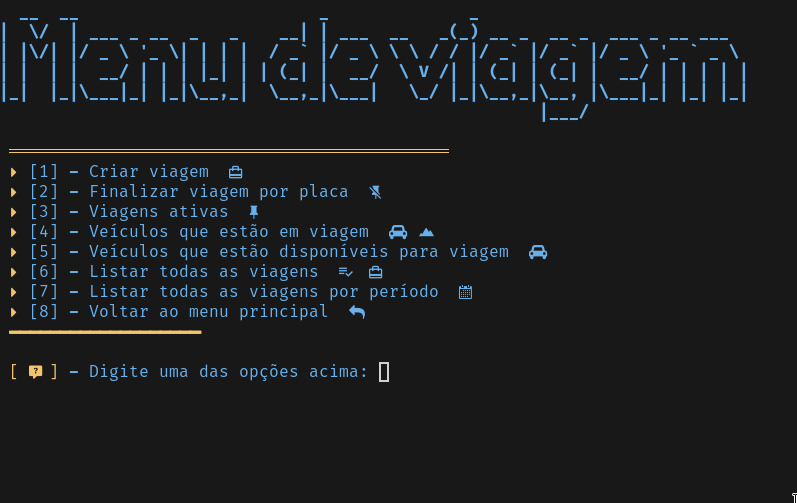 Menu de viagem
[1] – Criar viagem
[2] – Finalizar viagem por placa
[3] – Viagens ativas
[4] – Veículos que estão em viagem
[5] – Veículos que estão disponíveis para viagem
[6] – Listar todas as viagens
[7] – Listar todas as viagens por período
[8] – Voltar ao menu principal
[ ? ] – Digite uma das opções acima: